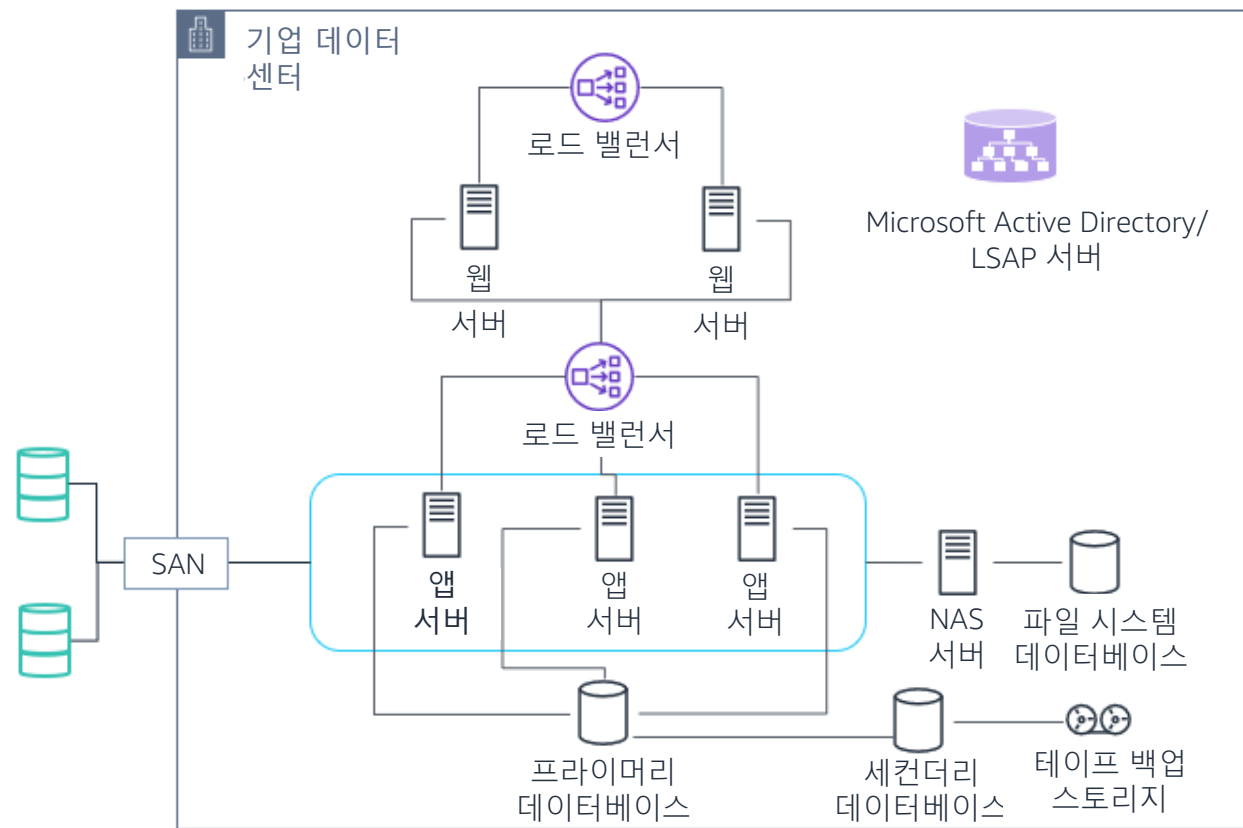 기업 데이터
센터
로드 밸런서
Microsoft Active Directory/
LSAP 서버
웹
서버
웹
서버
로드 밸런서
SAN
앱
서버
앱
서버
앱
서버
NAS
서버
파일 시스템
데이터베이스
프라이머리
데이터베이스
세컨더리
데이터베이스
테이프 백업
스토리지